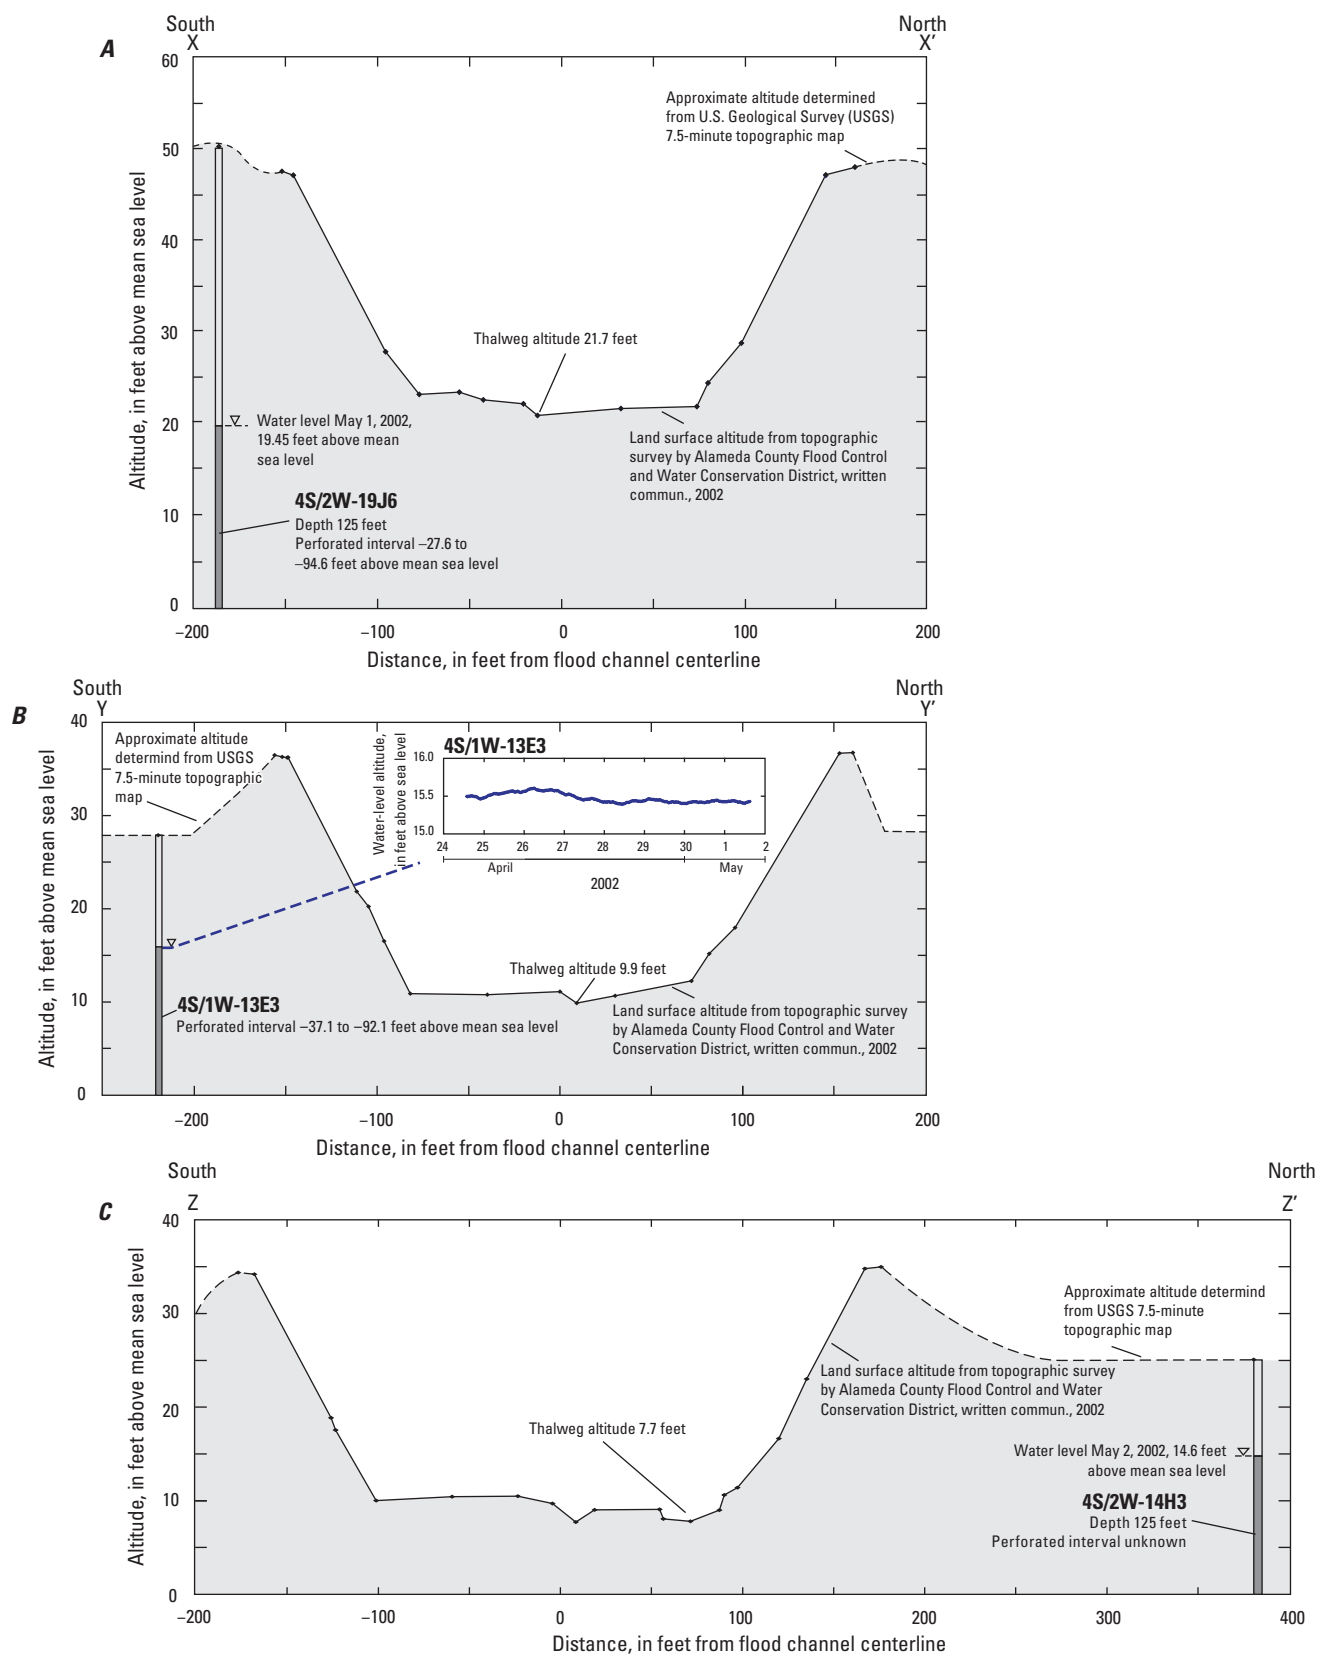 South
X
North
X'
A
60
50
40
30
20
10
0
Altitude, in feet above mean sea level
Approximate altitude determined
from U.S. Geological Survey (USGS)
7.5-minute topographic map
Thalweg altitude 21.7 feet
Water level May 1, 2002,
19.45 feet above mean
sea level
Land surface altitude from topographic
survey by Alameda County Flood Control
and Water Conservation District, written
commun., 2002
4S/2W-19J6
Depth 125 feet
Perforated interval –27.6 to
–94.6 feet above mean sea level
–200
–100
0
100
200
Distance, in feet from flood channel centerline
South
Y
North
Y'
B
40
30
20
10
0
Altitude, in feet above mean sea level
Approximate altitude
determind from USGS
7.5-minute topographic
map
Water-level altitude,
in feet above sea level
4S/1W-13E3
16.0
15.5
15.0
24
25
26
27
28
29
30
1
2
April
May
2002
Thalweg altitude 9.9 feet
4S/1W-13E3
Perforated interval –37.1 to –92.1 feet above mean sea level
Land surface altitude from topographic survey
by Alameda County Flood Control and Water
Conservation District, written commun., 2002
–200
–100
0
100
200
Distance, in feet from flood channel centerline
South
Z
North
Z'
C
40
30
20
10
0
Altitude, in feet above mean sea level
Approximate altitude determind
from USGS 7.5-minute
topographic map
Land surface altitude from topographic survey
by Alameda County Flood Control and Water
Conservation District, written commun., 2002
Thalweg altitude 7.7 feet
Water level May 2, 2002, 14.6 feet
above mean sea level
4S/2W-14H3
Depth 125 feet
Perforated interval unknown
–200
–100
0
100
200
300
400
Distance, in feet from flood channel centerline